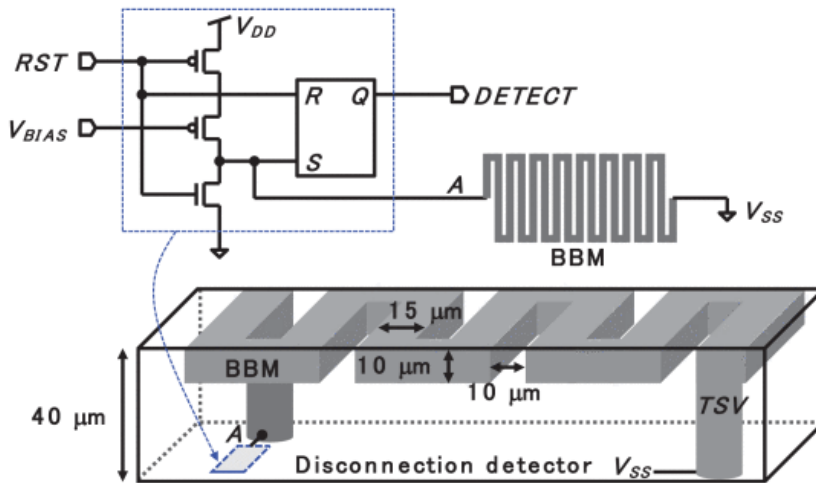 V_DD
RST
R Q
DETECT
V_BIAS
S
A
V_SS
BBM
15 μm
BBM
10 μm
10 μm
TSV
40 μm
A
Disconnection detector
V_SS